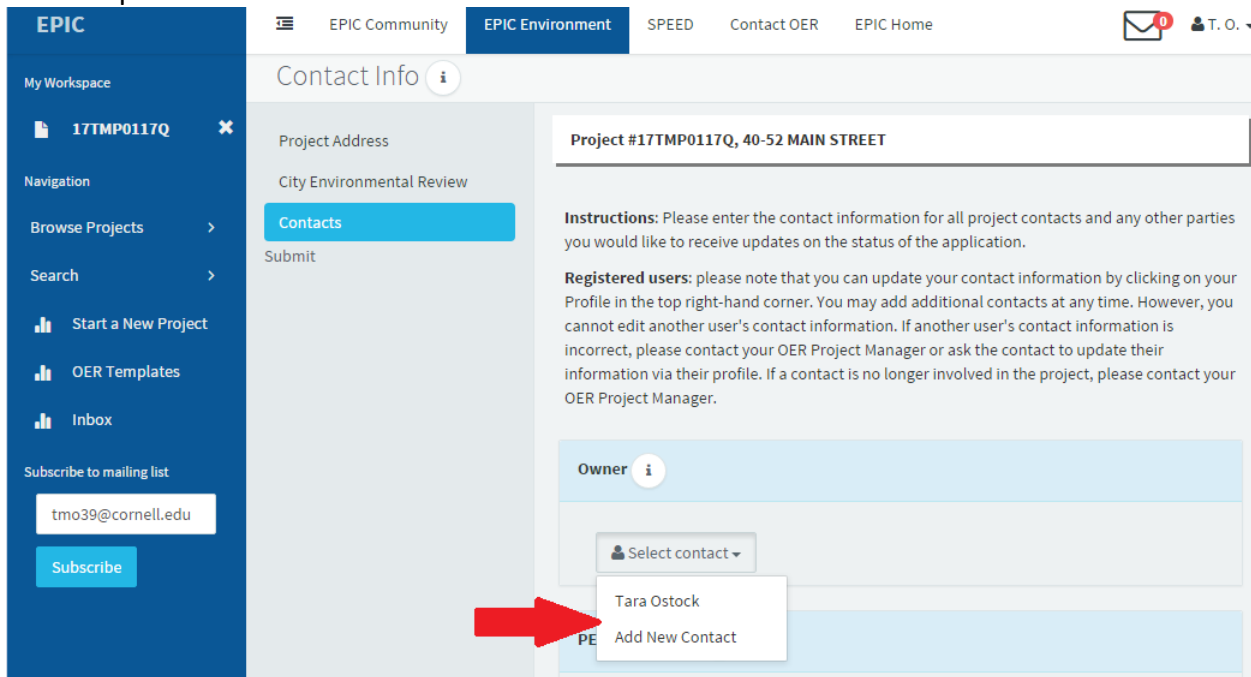 EPIC
EPIC Community
EPIC Environment
SPEED
Contact OER
EPIC Home
0
T. O.
My Workspace
17TMP0117Q
Navigation
Browse Projects
Search
Start a New Project
OER Templates
Inbox
Subscribe to mailing list
tmo39@cornell.edu
Subscribe
Contact Info i
Project Address
City Environmental Review
Contacts
Submit
Project #17TMP0117Q, 40-52 MAIN STREET
Instructions: Please enter the contact information for all project contacts and any other parties
you would like to receive updates on the status of the application.
Registered users: please note that you can update your contact information by clicking on your
Profile in the top right-hand corner. You may add additional contacts at any time. However, you
cannot edit another user's contact information. If another user's contact information is
incorrect, please contact your OER Project Manager or ask the contact to update their
information via their profile. If a contact is no longer involved in the project, please contact your
OER Project Manager.
Owner i
Select contact
Tara Ostock
Add New Contact
PE